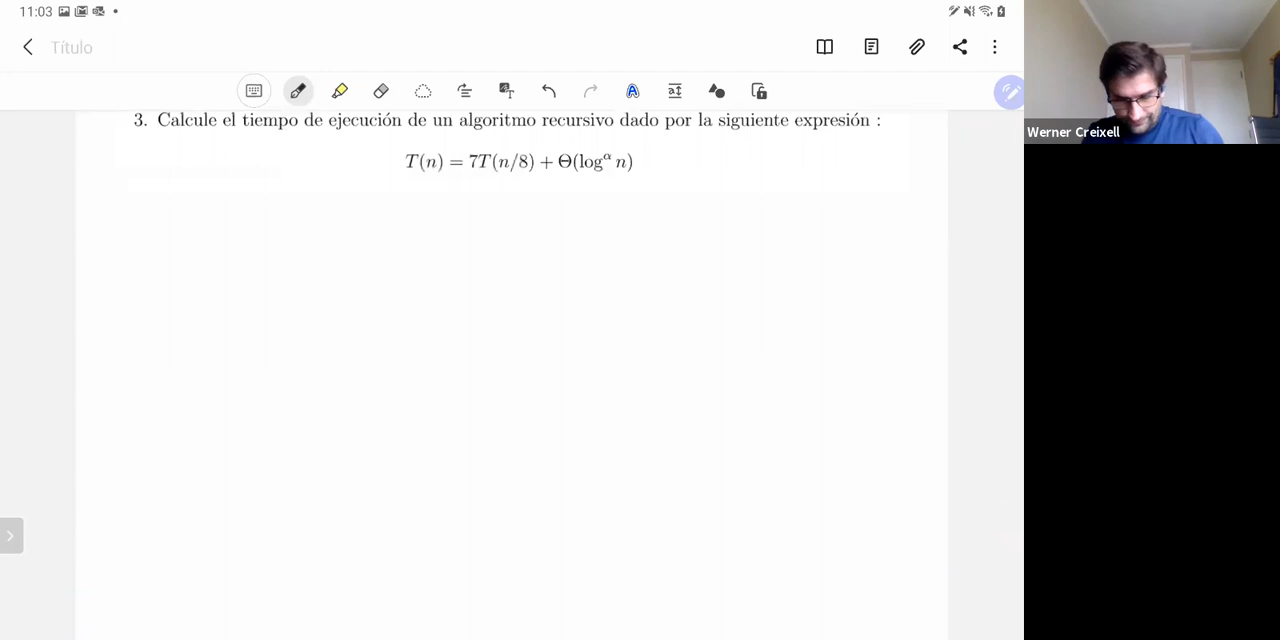 11:03
Título
3. Calcule el tiempo de ejecución de un algoritmo recursivo dado por la siguiente expresión :
T(n) = 7T(n/8) + Θ(log^α n)
Werner Creixell